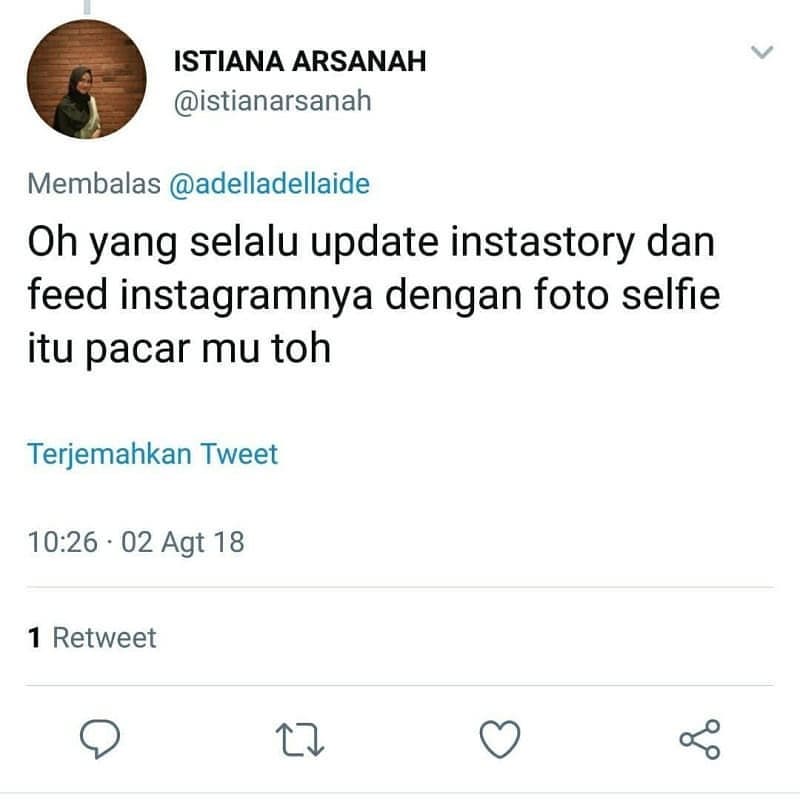 ISTIANA ARSANAH
@istianarsanah
Membalas @adelladellaide
Oh yang selalu update instastory dan
feed instagramnya dengan foto selfie
itu pacar mu toh
Terjemahkan Tweet
10:26 · 02 Agt 18
1 Retweet